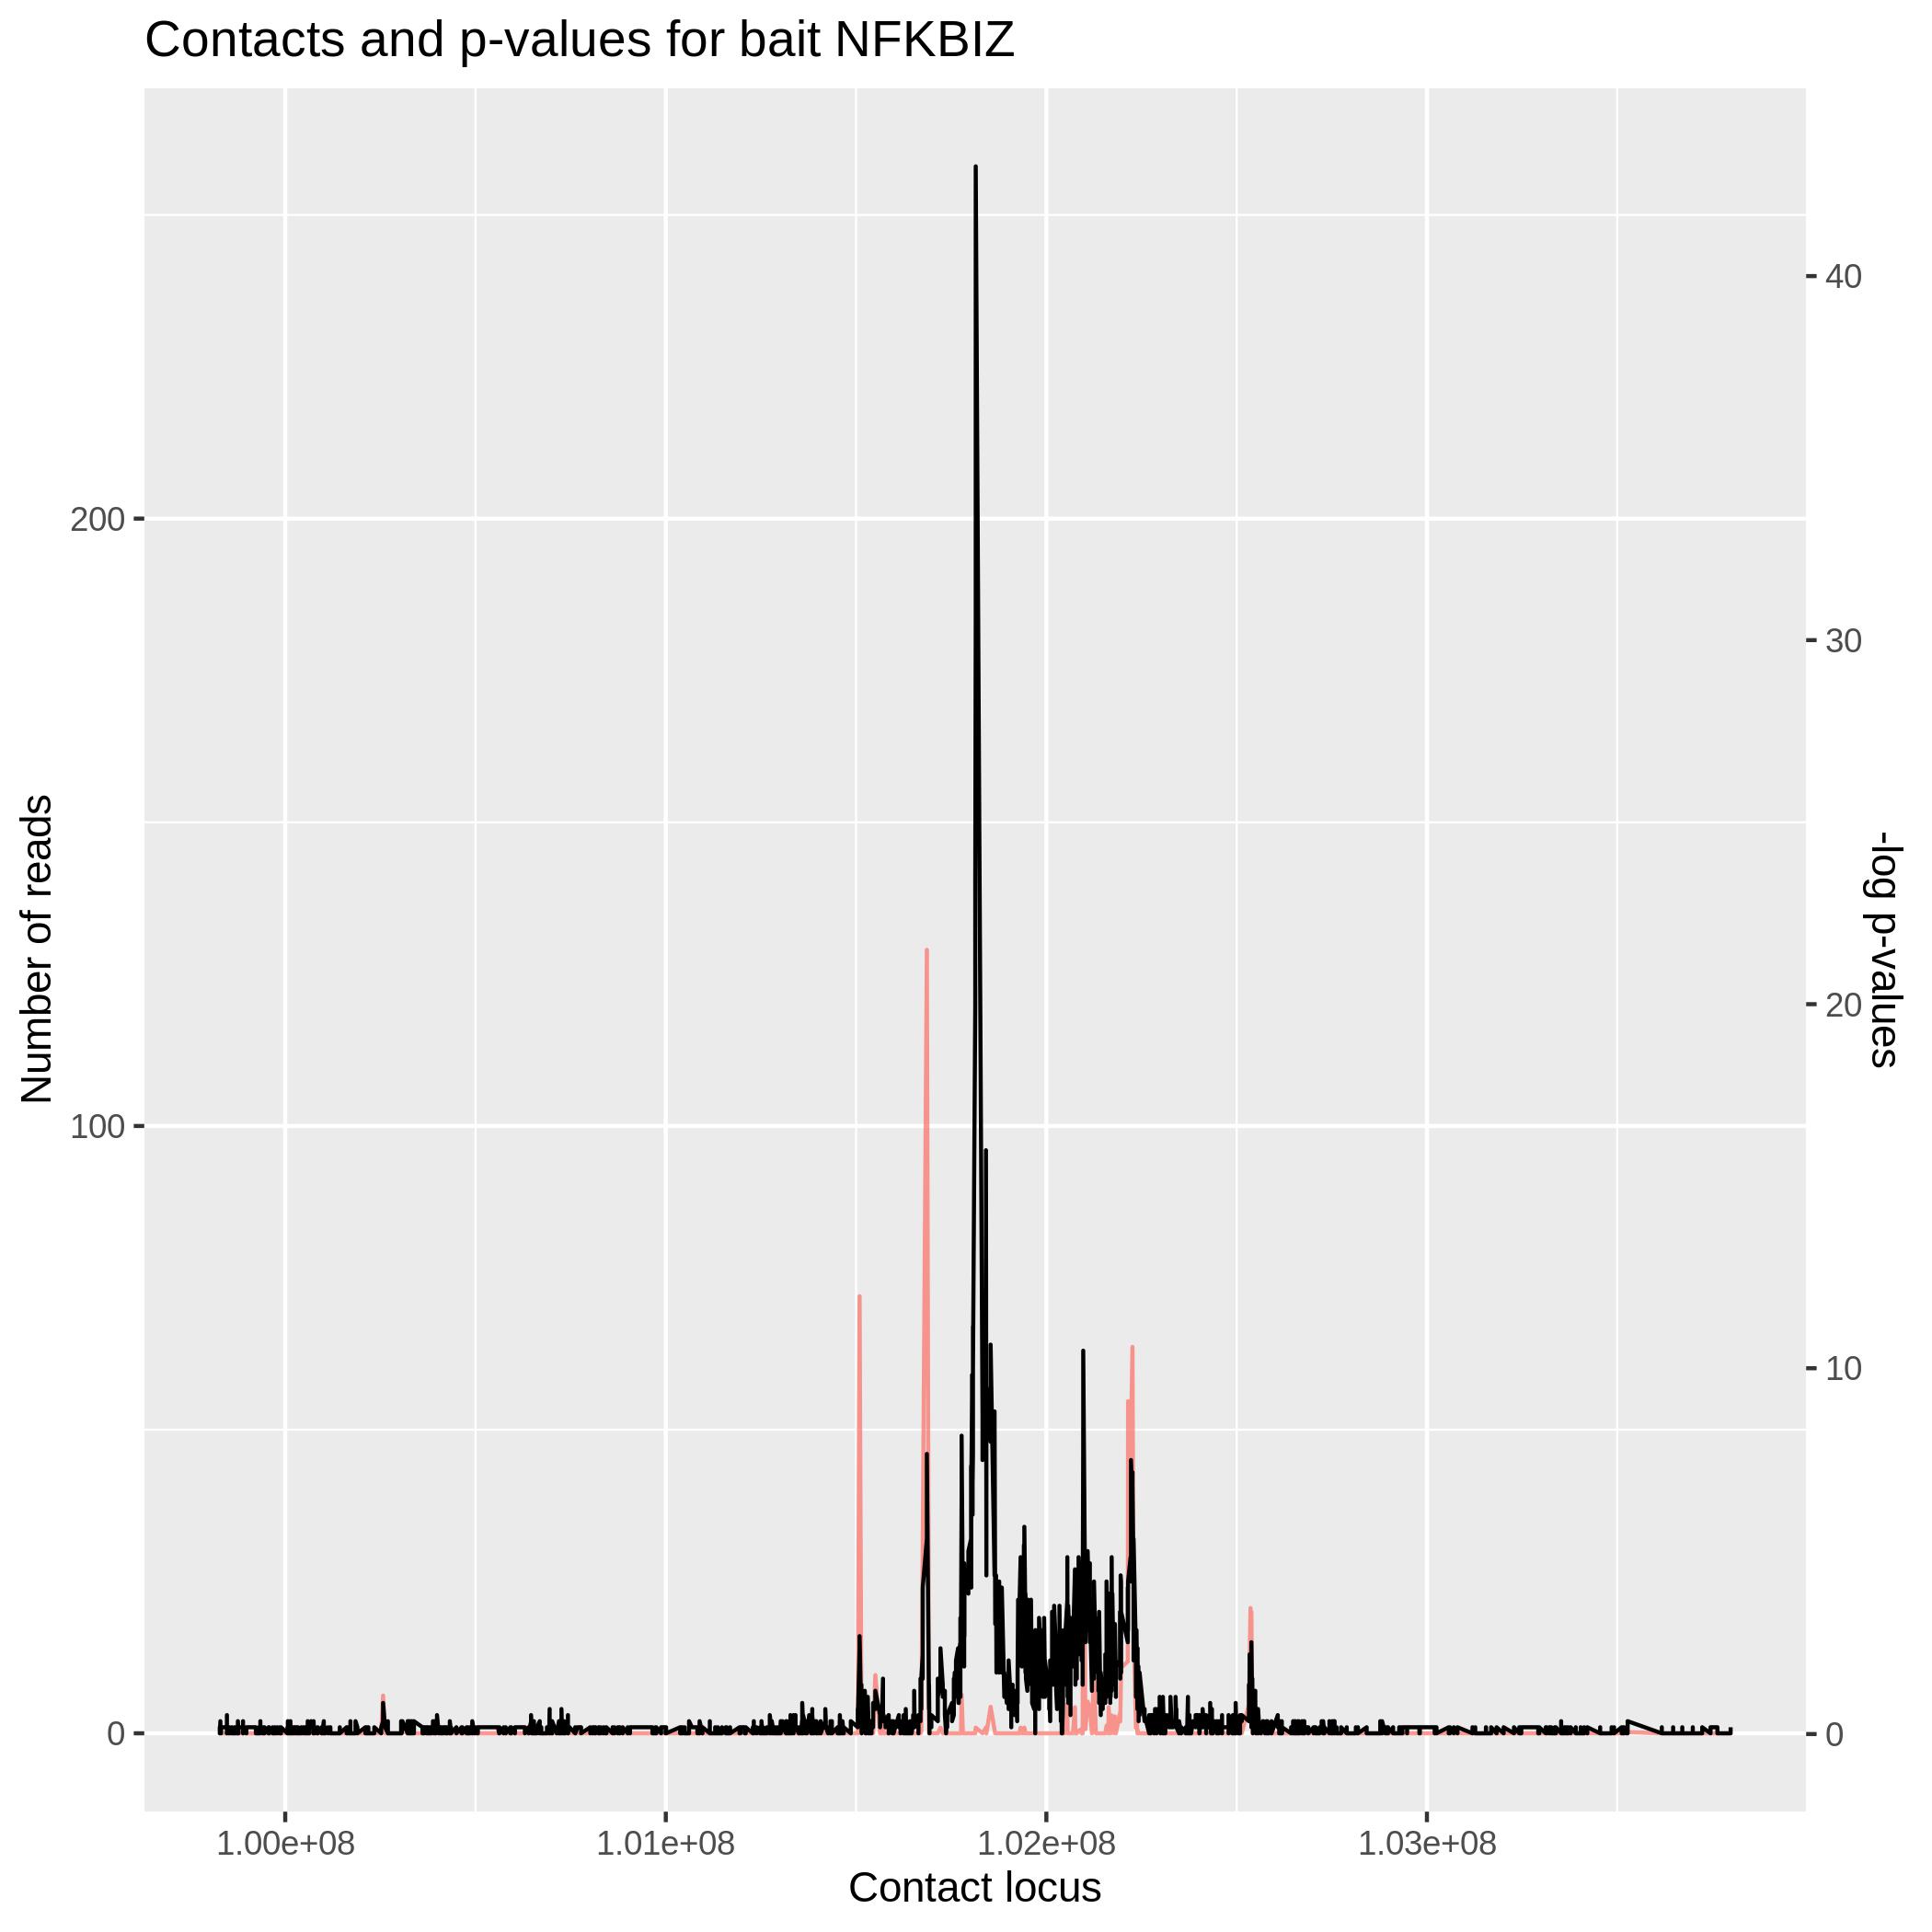 Contacts and p-values for bait NFKBIZ
Number of reads
200
100
0
40
30
20
10
0
-log p-values
1.00e+08
1.01e+08
1.02e+08
1.03e+08
Contact locus